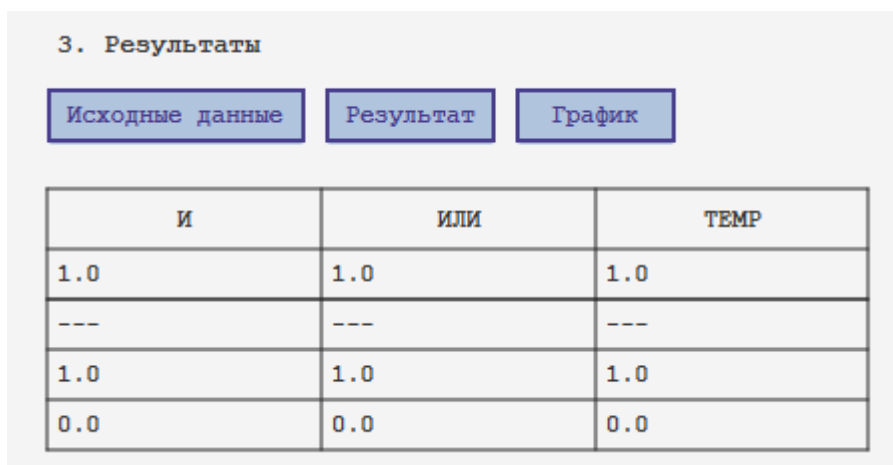 3. Результаты
Исходные данные Результат График
И ИЛИ TEMP
1.0 1.0 1.0
--- --- ---
1.0 1.0 1.0
0.0 0.0 0.0